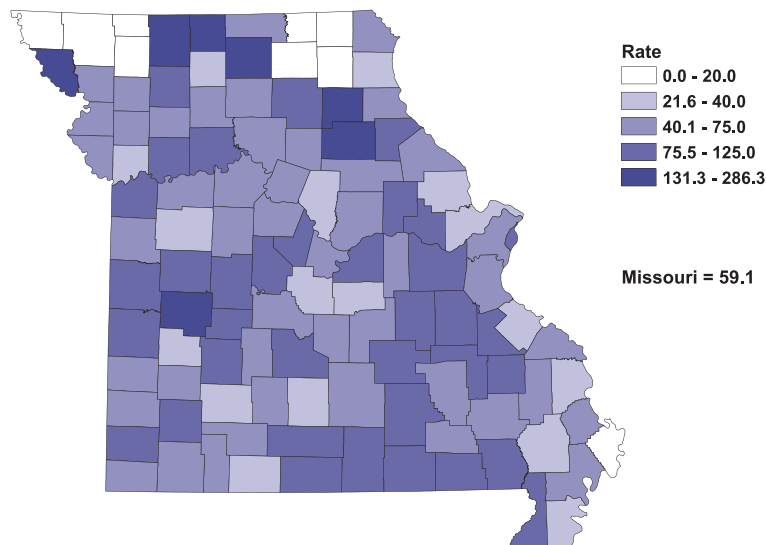 Rate
0.0 - 20.0
21.6 - 40.0
40.1 - 75.0
75.5 - 125.0
131.3 - 286.3
Missouri = 59.1